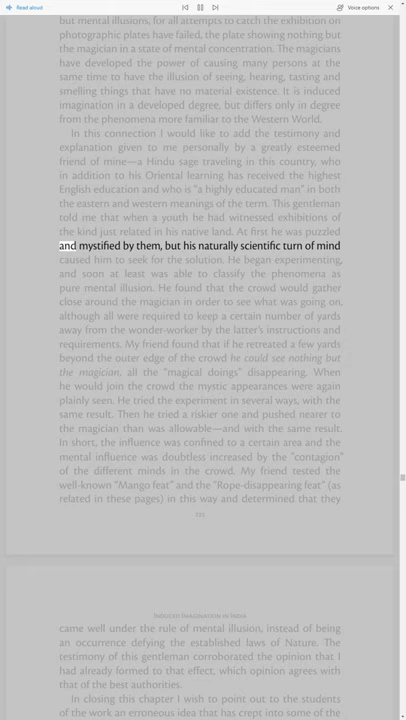 Read aloud
Voice options
but mental illusions, for all attempts to catch the exhibition on
photographic plates have failed, the plate showing nothing but
the magician in a state of mental concentration. The magicians
have developed the power of causing many persons at the
same time to have the illusion of seeing, hearing, tasting and
smelling things that have no material existence. It is induced
imagination in a developed degree, but differs only in degree
from the phenomena more familiar to the Western World.
In this connection I would like to add the testimony and
explanation given to me personally by a greatly esteemed
friend of mine—a Hindu sage traveling in this country, who
in addition to his Oriental learning has received the highest
English education and who is "a highly educated man" in both
the eastern and western meanings of the term. This gentleman
told me that when a youth he had witnessed exhibitions of
the kind just related in his native land. At first he was puzzled
and mystified by them, but his naturally scientific turn of mind
caused him to seek for the solution. He began experimenting,
and soon at least was able to classify the phenomena as
pure mental illusion. He found that the crowd would gather
close around the magician in order to see what was going on,
although all were required to keep a certain number of yards
away from the wonder-worker by the latter's instructions and
requirements. My friend found that if he retreated a few yards
beyond the outer edge of the crowd he could see nothing but
the magician, all the "magical doings" disappearing. When
he would join the crowd the mystic appearances were again
plainly seen. He tried the experiment in several ways, with the
same result. Then he tried a riskier one and pushed nearer to
the magician than was allowable—and with the same result.
In short, the influence was confined to a certain area and the
mental influence was doubtless increased by the "contagion"
of the different minds in the crowd. My friend tested the
well-known "Mango feat" and the "Rope-disappearing feat" (as
related in these pages) in this way and determined that they
Induced Imagination in India
came well under the rule of mental illusion, instead of being
an occurrence defying the established laws of Nature. The
testimony of this gentleman corroborated the opinion that I
had already formed to that effect, which opinion agrees with
that of the best authorities.
In closing this chapter I wish to point out to the students
of the work an erroneous idea that has crept into some of the